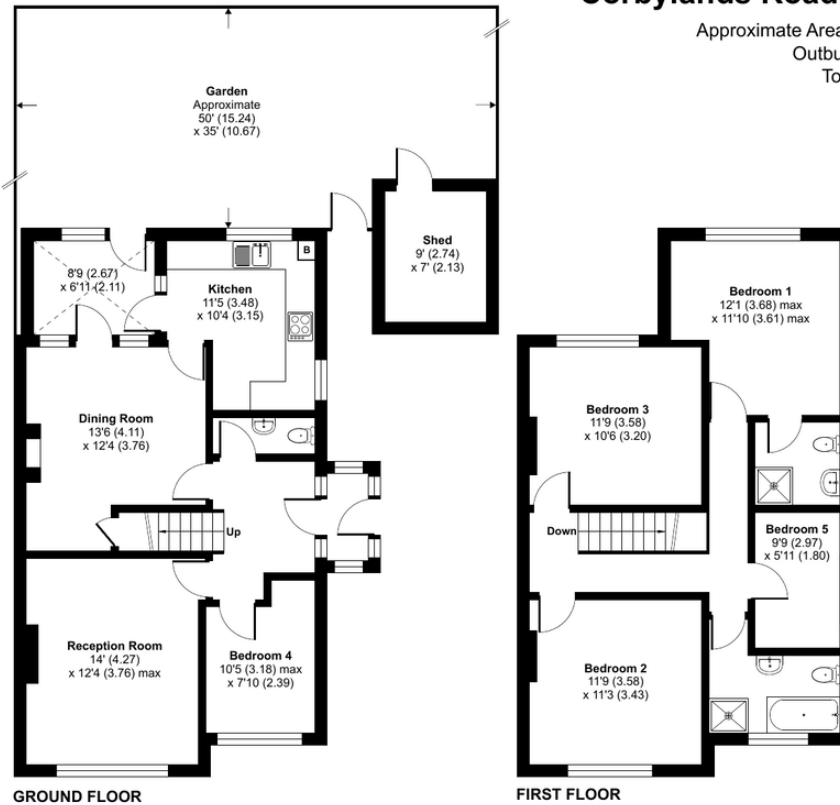 Approximate Area
Garden
Approximate
50' (15.24)
x 35' (10.67)
Shed
9' (2.74)
x 7' (2.13)
8'9 (2.67)
x 6'11 (2.11)
B
Kitchen
11'5 (3.48)
x 10'4 (3.15)
Dining Room
13'6 (4.11)
x 12'4 (3.76)
Up
Reception Room
14' (4.27)
x 12'4 (3.76) max
Bedroom 4
10'5 (3.18) max
x 7'10 (2.39)
GROUND FLOOR
Bedroom 1
12'1 (3.68) max
x 11'10 (3.61) max
Bedroom 3
11'9 (3.58)
x 10'6 (3.20)
Down
Bedroom 5
9'9 (2.97)
x 5'11 (1.80)
Bedroom 2
11'9 (3.58)
x 11'3 (3.43)
FIRST FLOOR